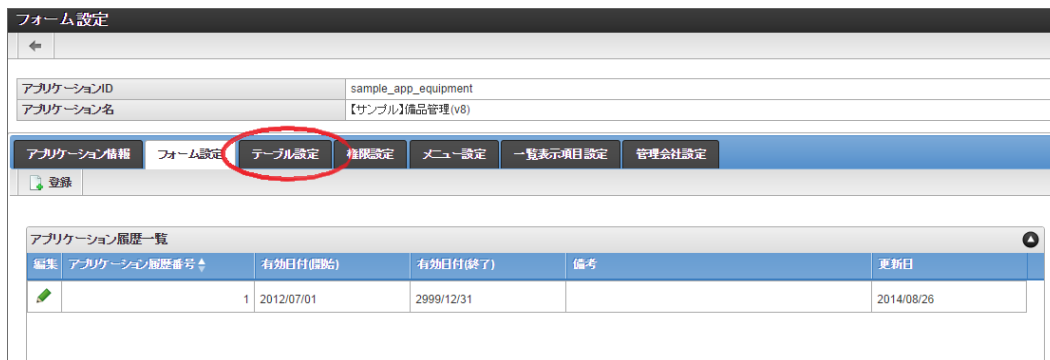 フォーム設定
アプリケーションID sample_app_equipment
アプリケーション名 【サンプル】備品管理(v8)
アプリケーション情報 フォーム設定 テーブル設定 権限設定 メニュー設定 一覧表示項目設定 管理会社設定
登録
アプリケーション履歴一覧
編集 アプリケーション履歴番号 有効日付(開始) 有効日付(終了) 備考 更新日
1 2012/07/01 2999/12/31 2014/08/26